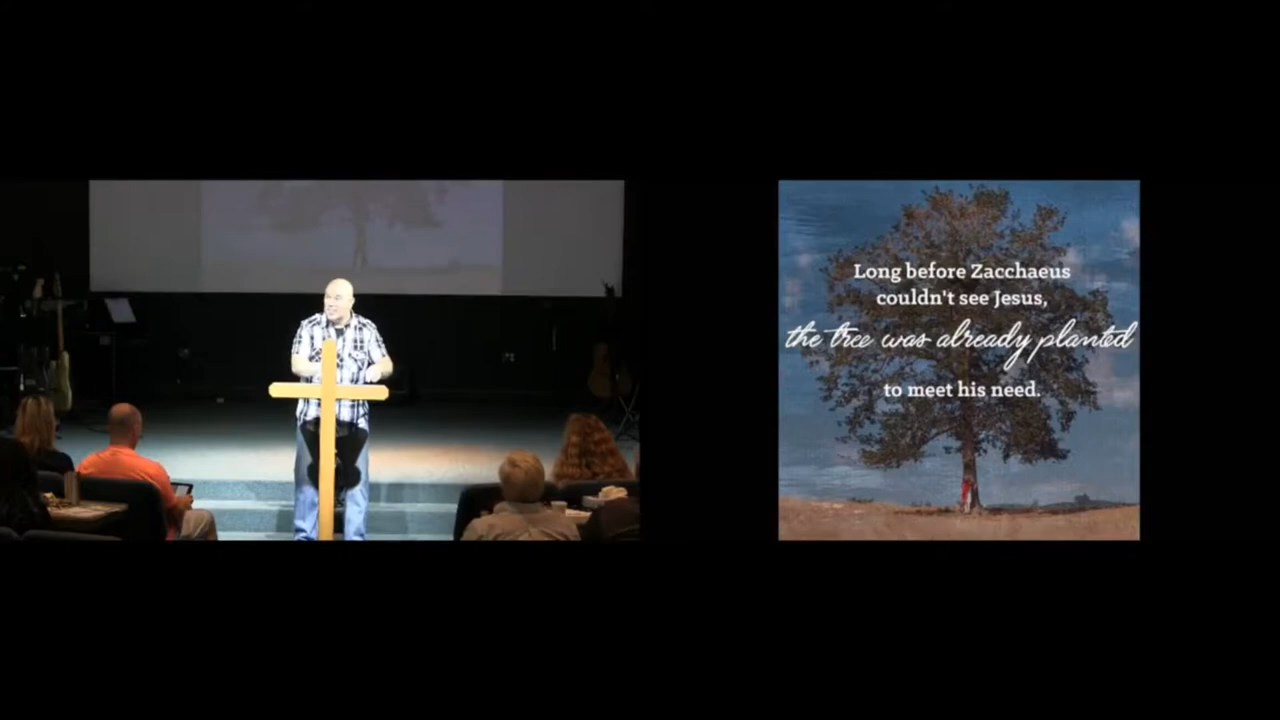 Long before Zacchaeus
couldn't see Jesus,
the tree was already planted
to meet his need.